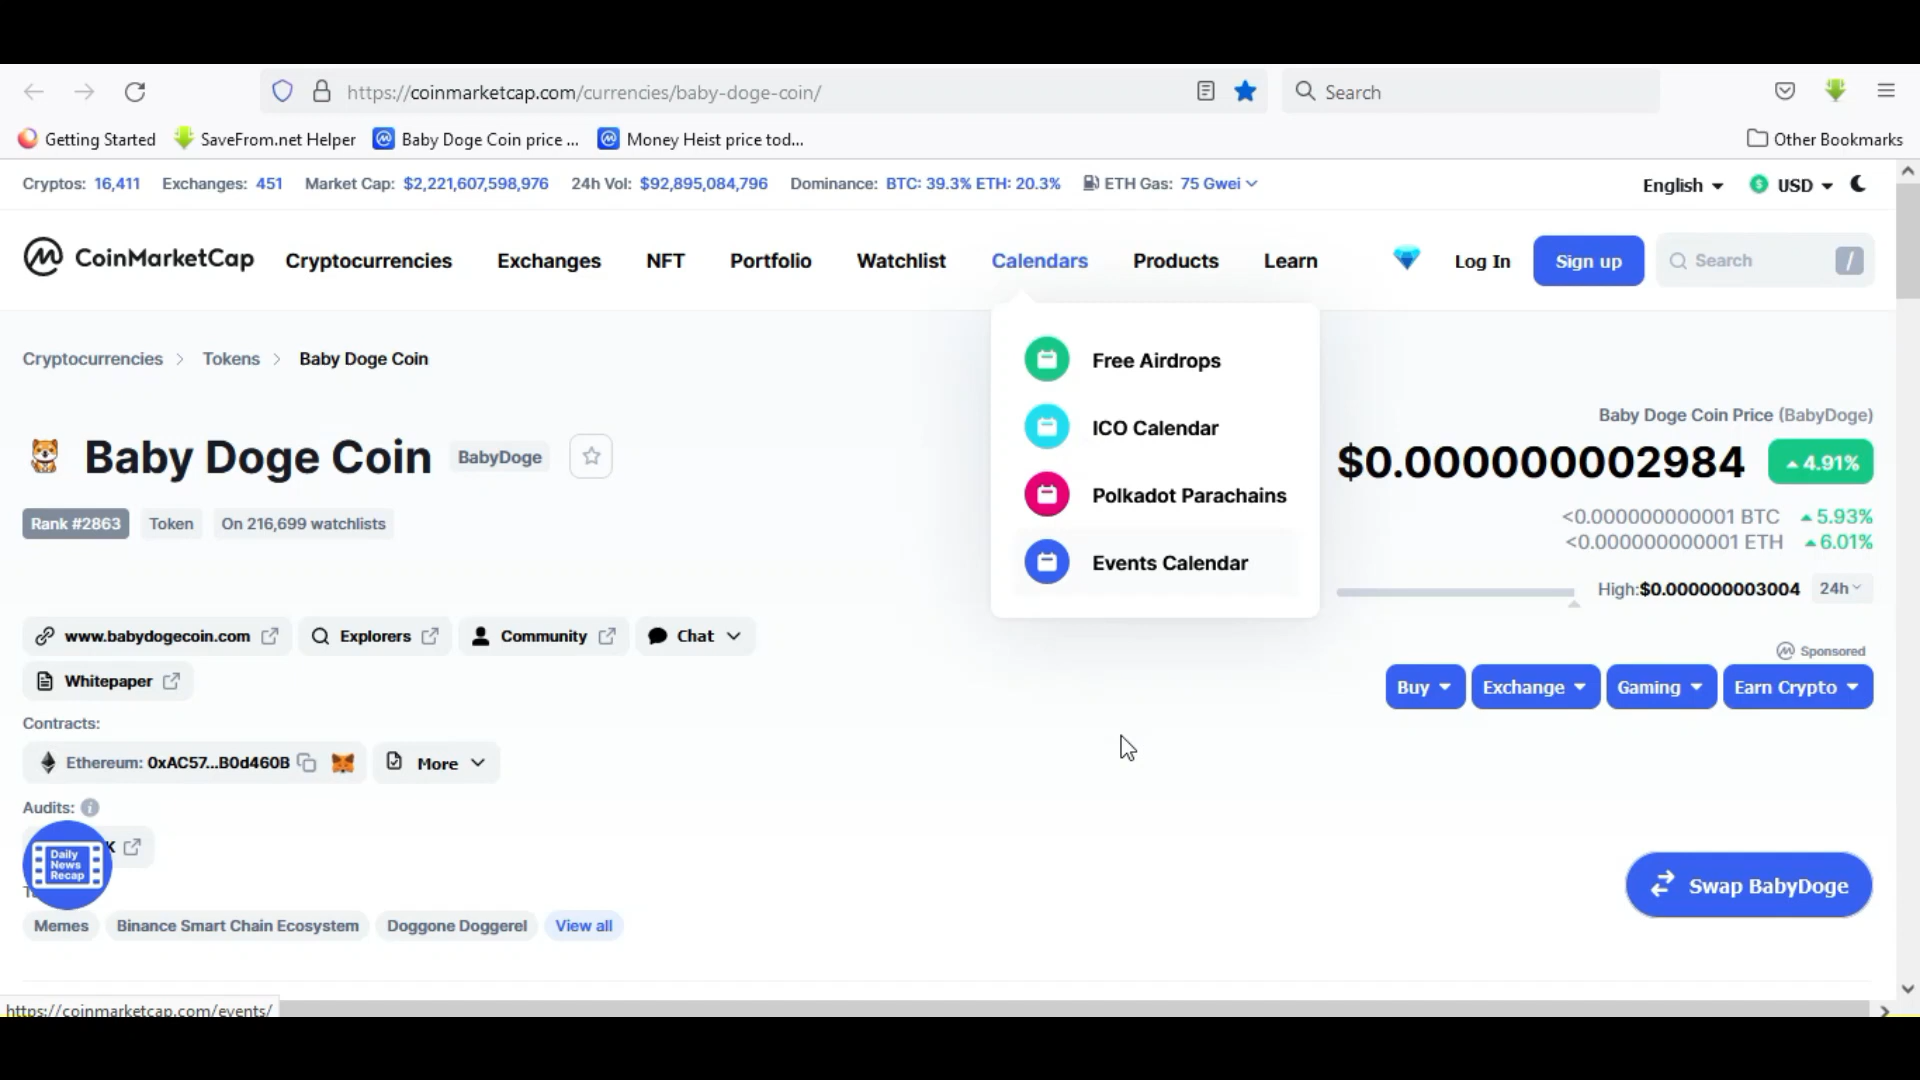 https://coinmarketcap.com/currencies/baby-doge-coin/
Search
Getting Started
SaveFrom.net Helper
Baby Doge Coin price ...
Money Heist price tod...
Other Bookmarks
Cryptos: 16,411 Exchanges: 451 Market Cap: $2,221,607,598,976 24h Vol: $92,895,084,796 Dominance: BTC: 39.3% ETH: 20.3% ETH Gas: 75 Gwei
English
USD
CoinMarketCap
Cryptocurrencies Exchanges NFT Portfolio Watchlist Calendars Products Learn
Log In
Sign up
Search
/
Free Airdrops
ICO Calendar
Polkadot Parachains
Events Calendar
Cryptocurrencies > Tokens > Baby Doge Coin
Baby Doge Coin
BabyDoge
Rank #2863
Token
On 216,699 watchlists
Baby Doge Coin Price (BabyDoge)
$0.000000002984
4.91%
<0.000000000001 BTC 5.93%
<0.000000000001 ETH 6.01%
High:$0.000000003004
24h
www.babydogecoin.com
Explorers
Community
Chat
Whitepaper
Sponsored
Buy
Exchange
Gaming
Earn Crypto
Contracts:
Ethereum: 0xAC57...B0d460B
More
Audits:
Daily
News
Recap
Memes
Binance Smart Chain Ecosystem
Doggone Doggerel
View all
Swap BabyDoge
https://coinmarketcap.com/events/